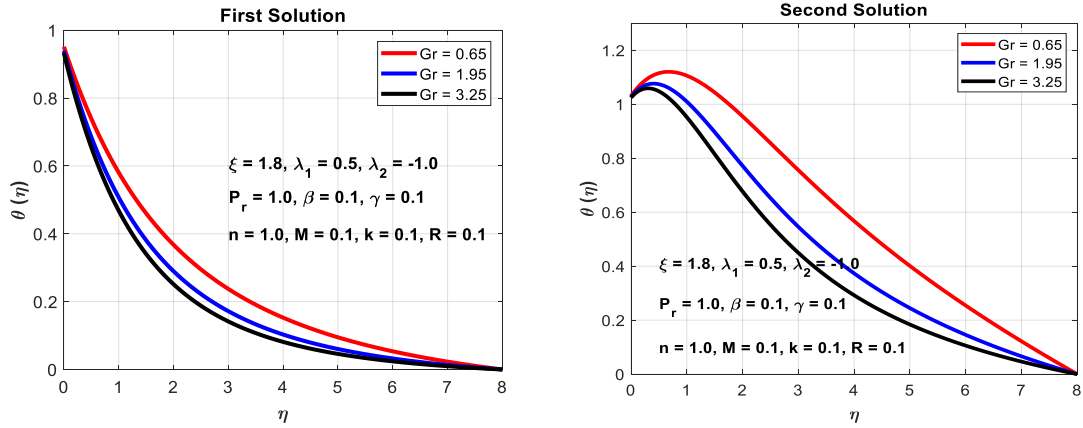 First Solution
1
0.8
0.6
0.4
0.2
0
θ (η)
0 1 2 3 4 5 6 7 8
η
Gr = 0.65
Gr = 1.95
Gr = 3.25
ξ = 1.8, λ₁ = 0.5, λ₂ = -1.0
Pᵣ = 1.0, β = 0.1, γ = 0.1
n = 1.0, M = 0.1, k = 0.1, R = 0.1
Second Solution
1.2
1
0.8
0.6
0.4
0.2
0
θ (η)
0 1 2 3 4 5 6 7 8
η
Gr = 0.65
Gr = 1.95
Gr = 3.25
ξ = 1.8, λ₁ = 0.5, λ₂ = -1.0
Pᵣ = 1.0, β = 0.1, γ = 0.1
n = 1.0, M = 0.1, k = 0.1, R = 0.1